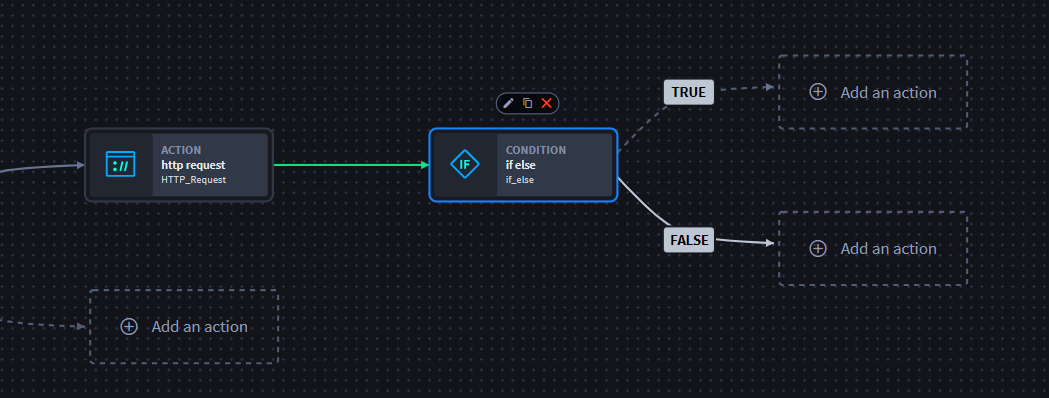 TRUE
Add an action
ACTION
http request
HTTP_Request
://
IF
CONDITION
if else
if_else
FALSE
Add an action
Add an action